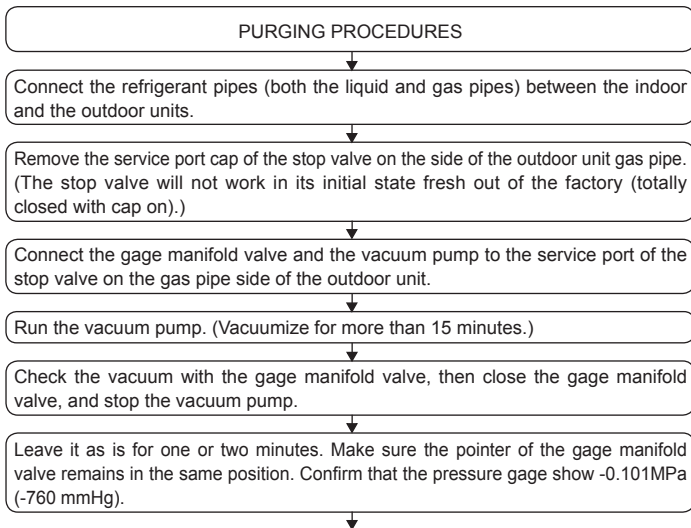 PURGING PROCEDURES
Connect the refrigerant pipes (both the liquid and gas pipes) between the indoor
and the outdoor units.
Remove the service port cap of the stop valve on the side of the outdoor unit gas pipe.
(The stop valve will not work in its initial state fresh out of the factory (totally
closed with cap on).)
Connect the gage manifold valve and the vacuum pump to the service port of the
stop valve on the gas pipe side of the outdoor unit.
Run the vacuum pump. (Vacuumize for more than 15 minutes.)
Check the vacuum with the gage manifold valve, then close the gage manifold
valve, and stop the vacuum pump.
Leave it as is for one or two minutes. Make sure the pointer of the gage manifold
valve remains in the same position. Confirm that the pressure gage show -0.101MPa
(-760 mmHg).